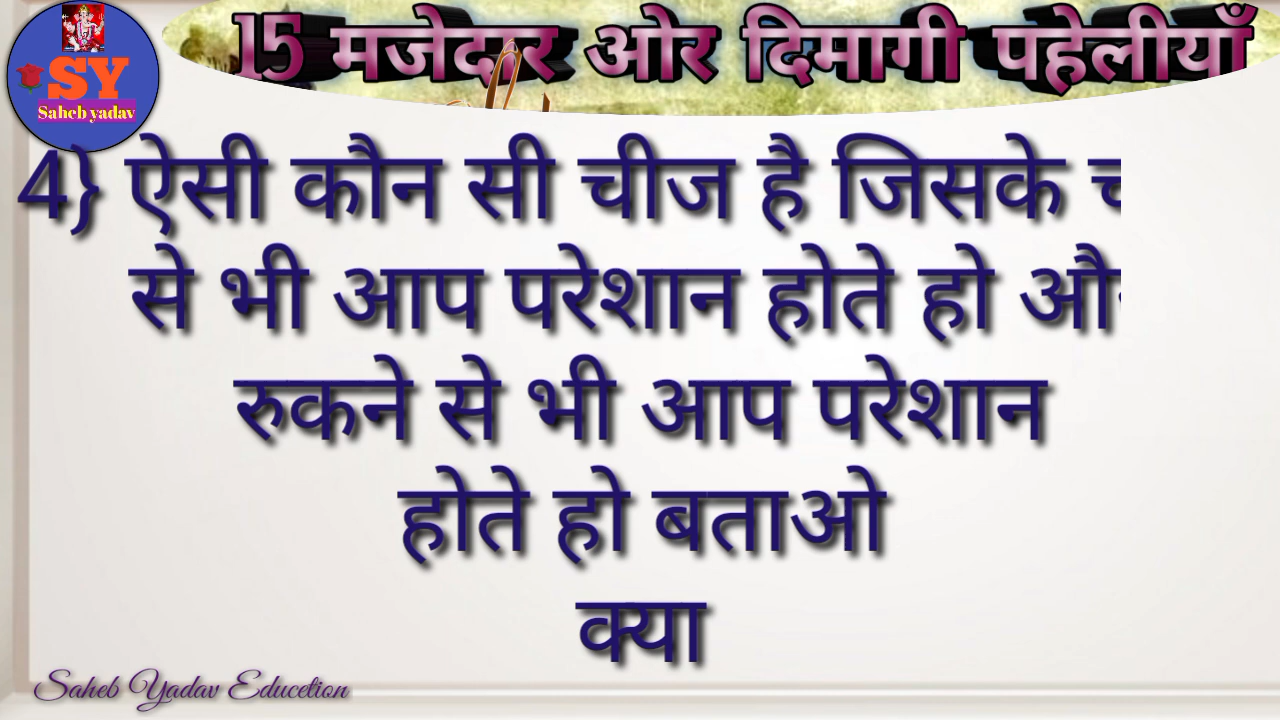 15 मजेदार ओर दिमागी पहेलीयाँ
SY
Saheb yadav
4} ऐसी कौन सी चीज है जिसके
से भी आप परेशान होते हो
रुकने से भी आप परेशान
होते हो बताओ
क्या
Saheb Yadav Educetion